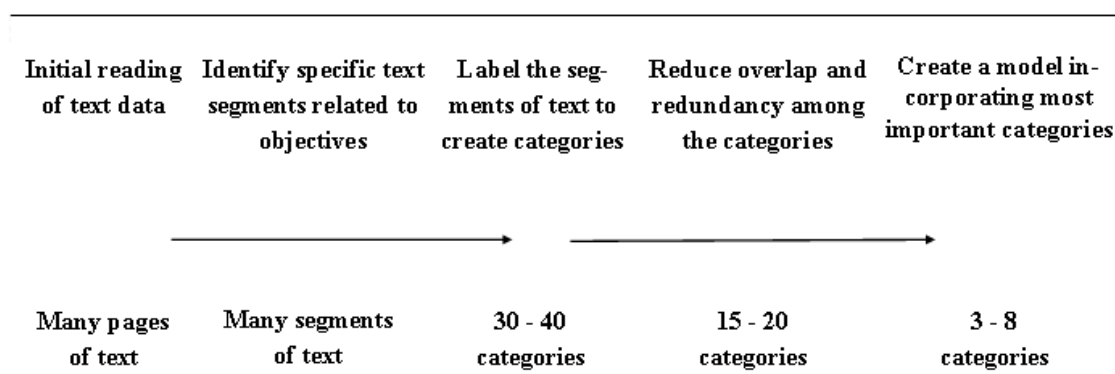 Initial reading
of text data
Identify specific text
segments related to
objectives
Label the seg-
ments of text to
create categories
Reduce overlap and
redundancy among
the categories
Create a model in-
corporating most
important categories
Many pages
of text
Many segments
of text
30 - 40
categories
15 - 20
categories
3 - 8
categories